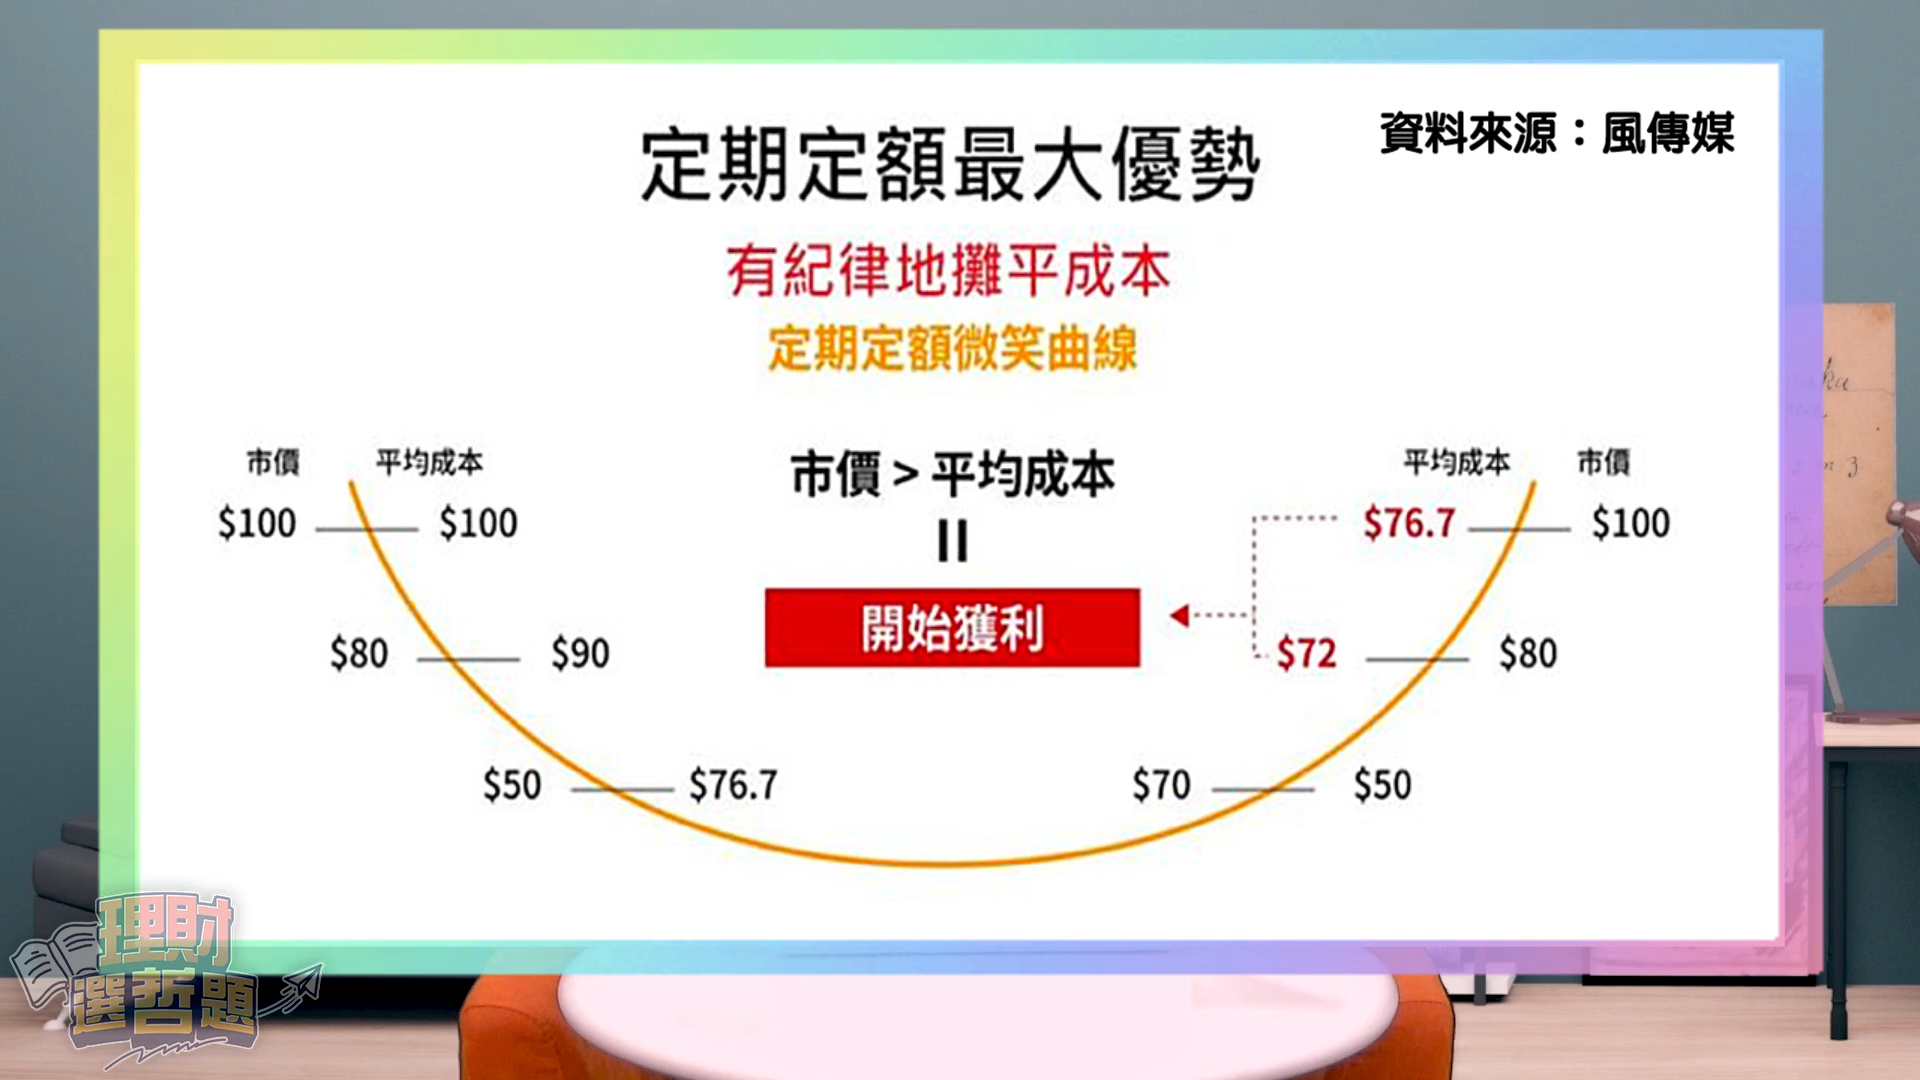 資料來源：風傳媒
定期定額最大優勢
有紀律地攤平成本
定期定額微笑曲線
市價 平均成本
$100 $100
$80 $90
$50 $76.7
市價 > 平均成本
=
開始獲利
平均成本 市價
$76.7 $100
$72 $80
$70 $50
理財
選哲題